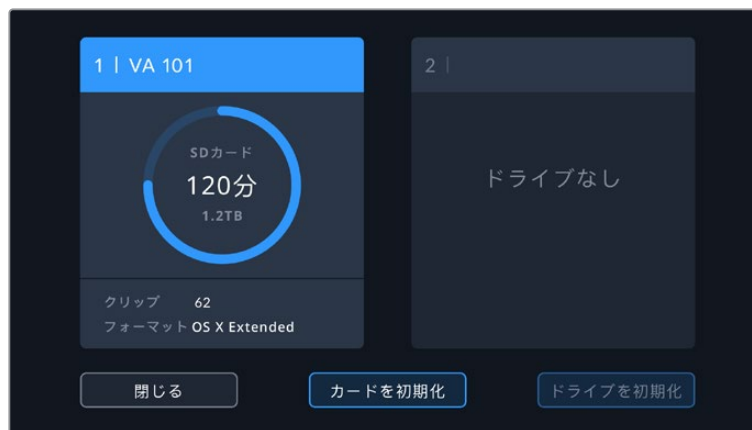 1 | VA 101
2 |
SDカード
120分
1.2TB
ドライブなし
クリップ 62
フォーマット OS X Extended
閉じる
カードを初期化
ドライブを初期化